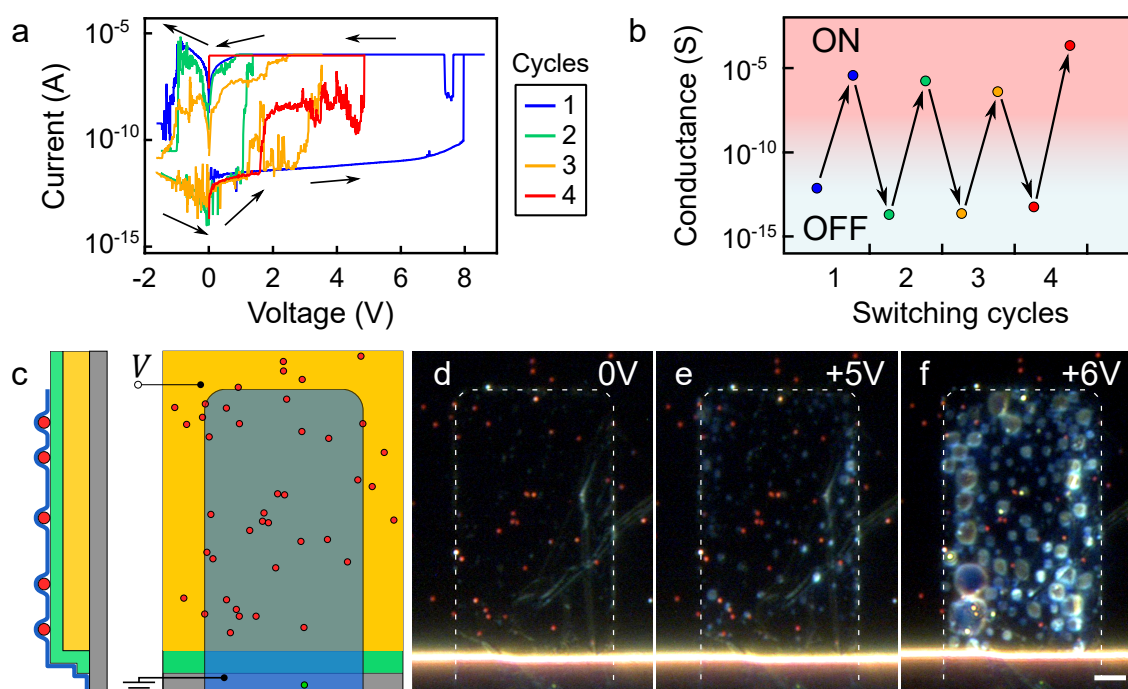 a
10⁻⁵
10⁻¹⁰
10⁻¹⁵
Current (A)
-2
0
2
4
6
8
Voltage (V)
Cycles
1
2
3
4
b
ON
OFF
10⁻⁵
10⁻¹⁰
10⁻¹⁵
Conductance (S)
1
2
3
4
Switching cycles
c
V
d
0V
e
+5V
f
+6V